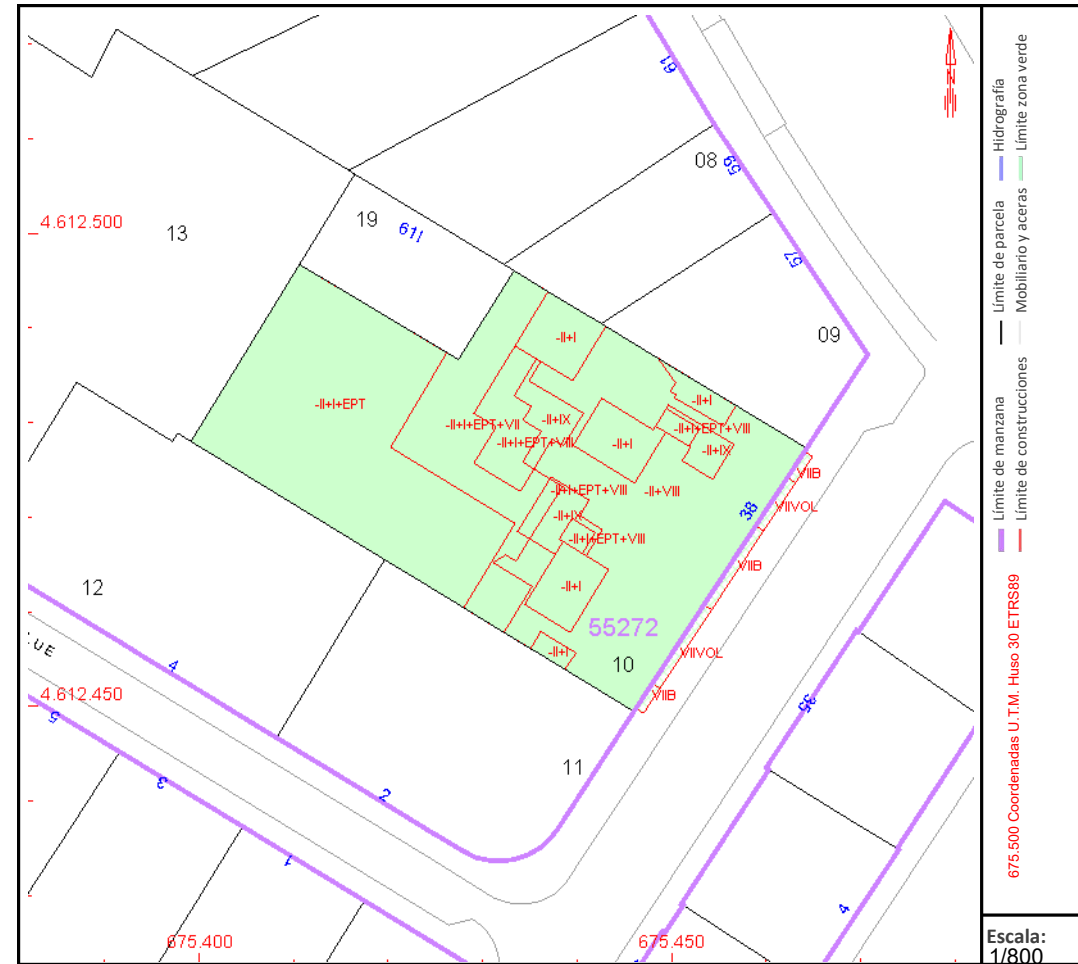 61
08
59
19
61I
13
4.612.500
57
09
-II+I
-II+I+EPT
-II+I
-II+I+EPT+VII
-II+IX
-II+I+EPT+VIII
-II+I+EPT+VIII
-II+I
-II+IX
VIIB
-II+I+EPT+VIII
-II+VIII
38
VIIVOL
-II+IX
-II+I+EPT+VIII
VIIB
-II+I
12
55272
LUE
-II+I
10
VIIVOL
4
4.612.450
VIIB
35
5
11
3
2
1
4
675.400
675.450
N
Hidrografía
Límite zona verde
Límite de parcela
Mobiliario y aceras
Límite de manzana
Límite de construcciones
675.500 Coordenadas U.T.M. Huso 30 ETRS89
Escala:
1/800